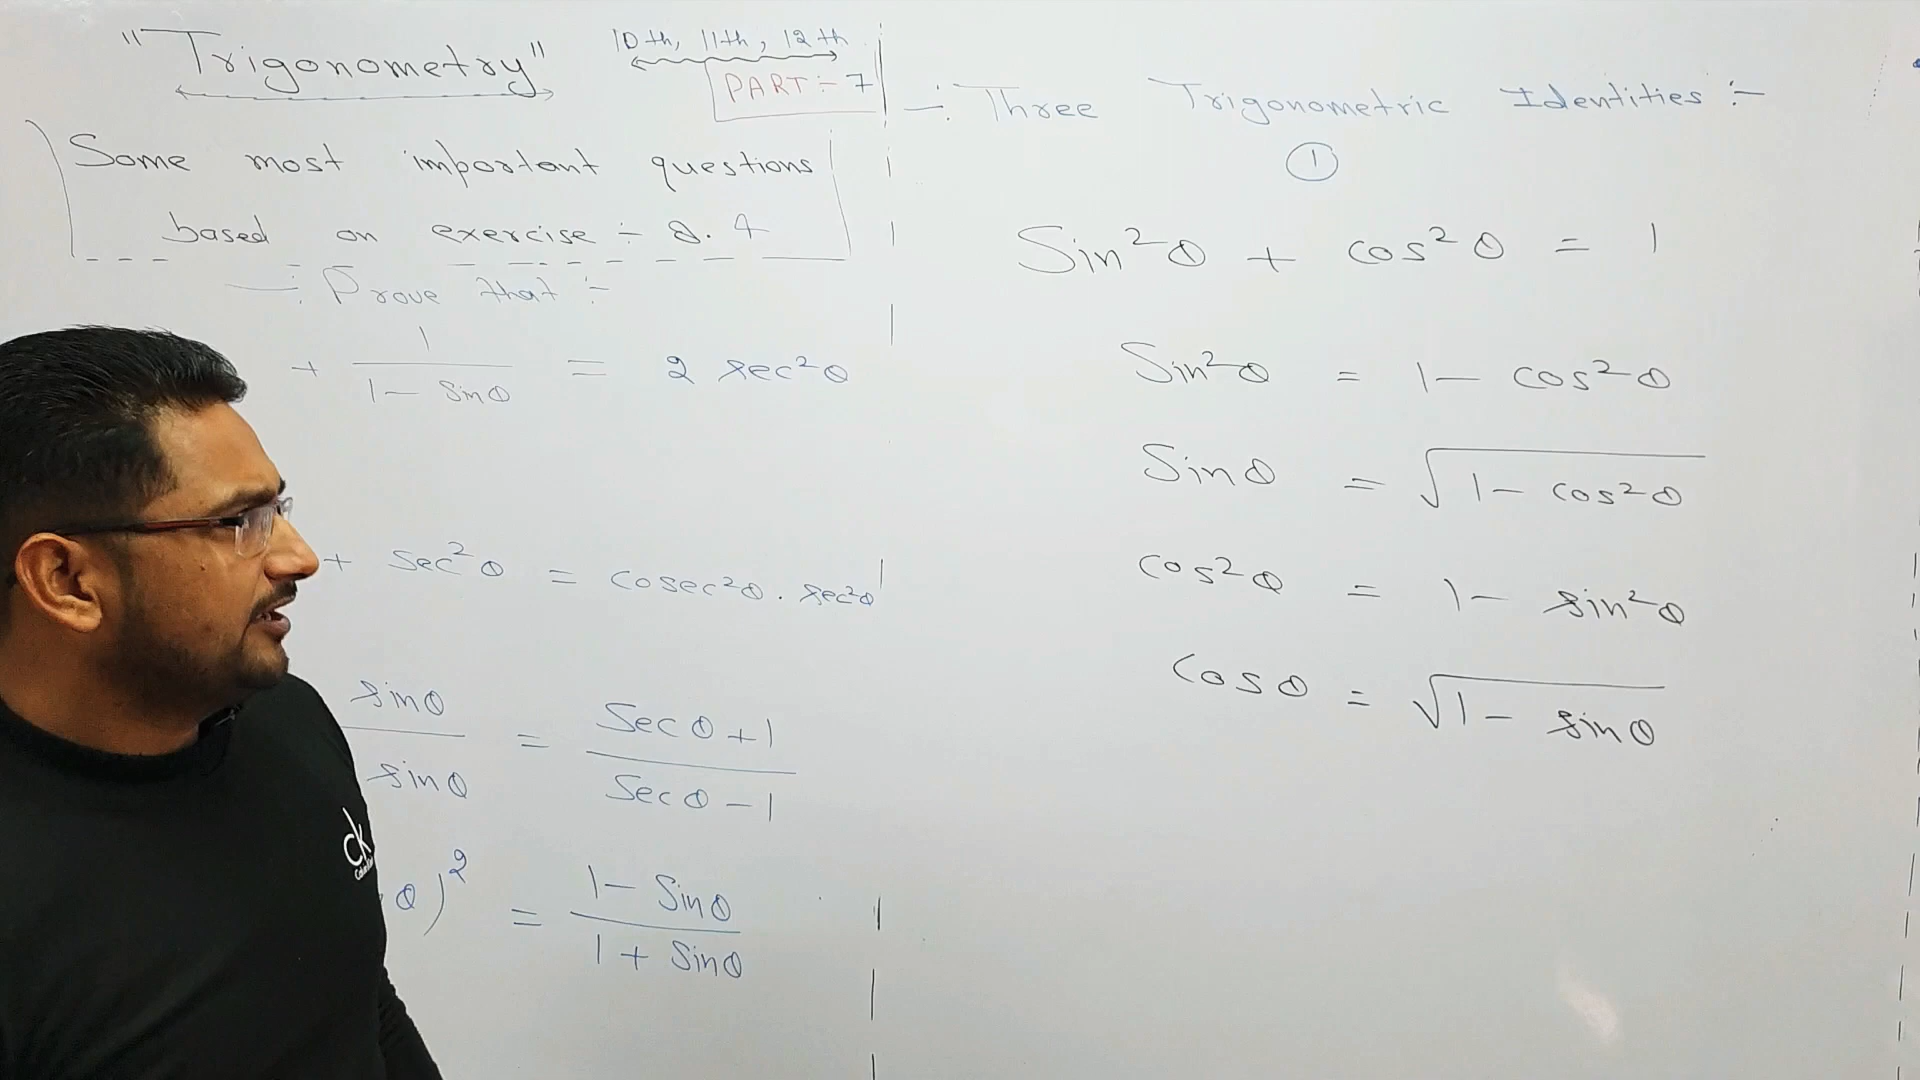 "Trigonometry"
10th, 11th, 12th
PART:- 7
Some most important questions
based on exercise :- 8.4
-: Prove that :-
+ 1 / 1 - Sinθ = 2 sec²θ
+ Sec²θ = cosec²θ . sec²θ
sinθ / sinθ = Secθ+1 / Secθ-1
θ)² = 1 - Sinθ / 1 + Sinθ
-: Three Trigonometric Identities :-
①
Sin²θ + cos²θ = 1
Sin²θ = 1 - cos²θ
Sinθ = √1 - cos²θ
cos²θ = 1 - sin²θ
cosθ = √1 - sinθ
ck